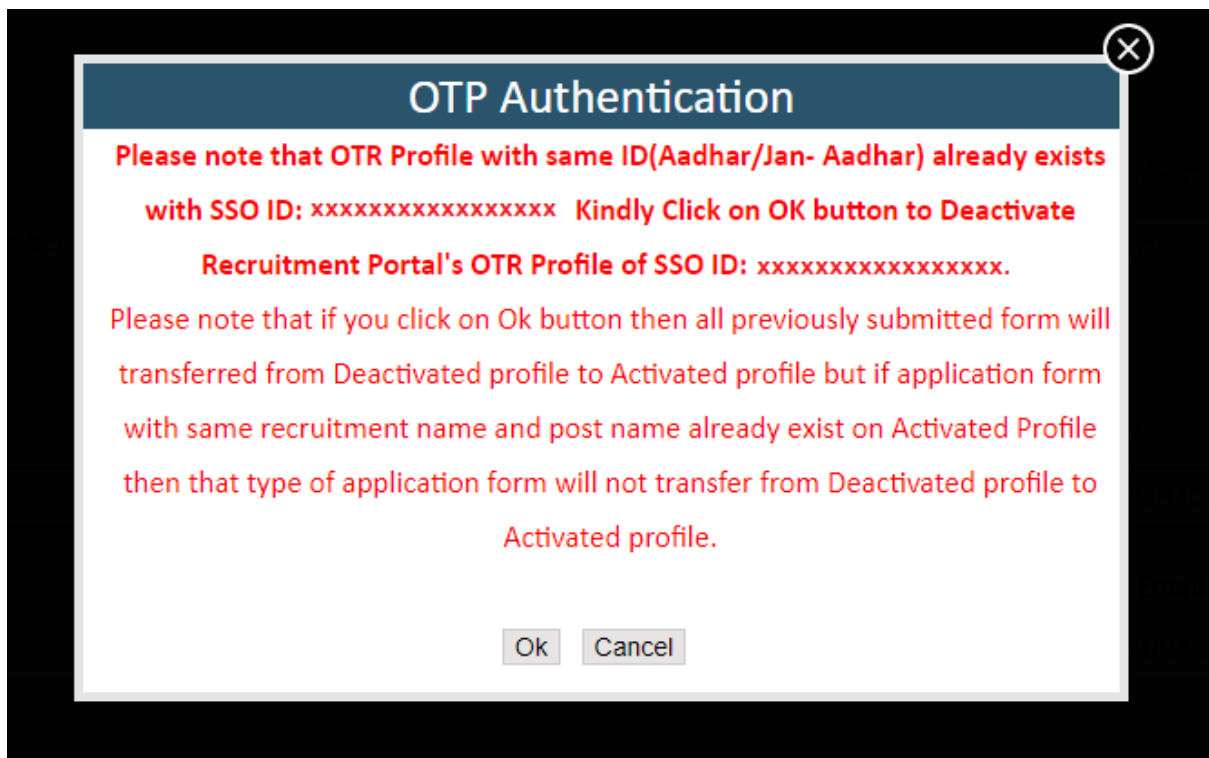 OTP Authentication
Please note that OTR Profile with same ID(Aadhar/Jan- Aadhar) already exists
with SSO ID: xxxxxxxxxxxxxxxxx Kindly Click on OK button to Deactivate
Recruitment Portal's OTR Profile of SSO ID: xxxxxxxxxxxxxxxxx.
Please note that if you click on Ok button then all previously submitted form will
transferred from Deactivated profile to Activated profile but if application form
with same recruitment name and post name already exist on Activated Profile
then that type of application form will not transfer from Deactivated profile to
Activated profile.
Ok Cancel